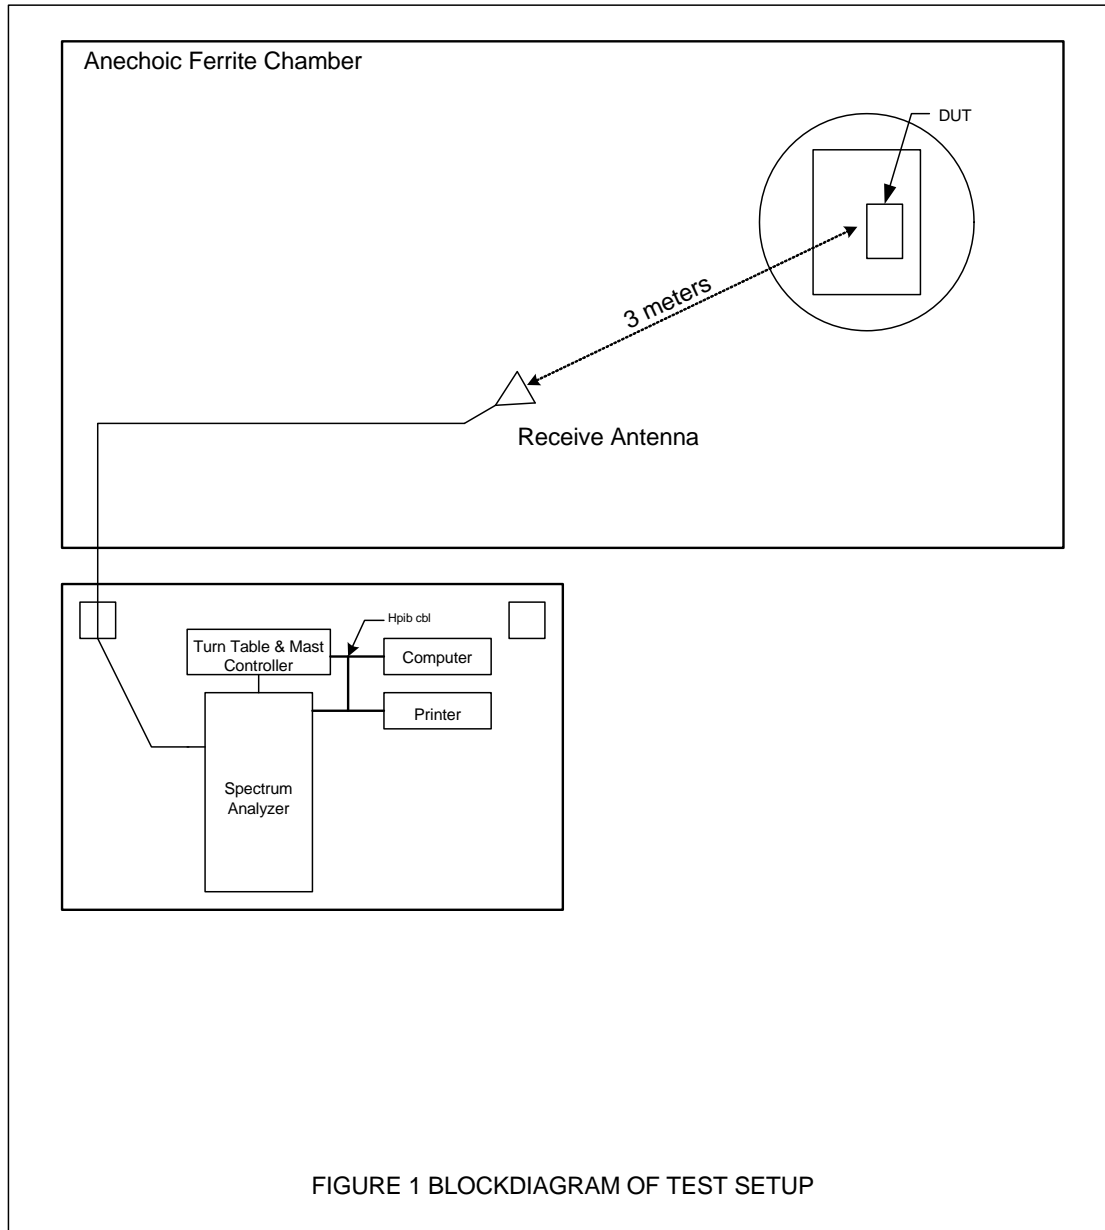 Anechoic Ferrite Chamber
DUT
3 meters
Receive Antenna
Hpib cbl
Turn Table & Mast
Controller
Computer
Printer
Spectrum
Analyzer
FIGURE 1 BLOCKDIAGRAM OF TEST SETUP